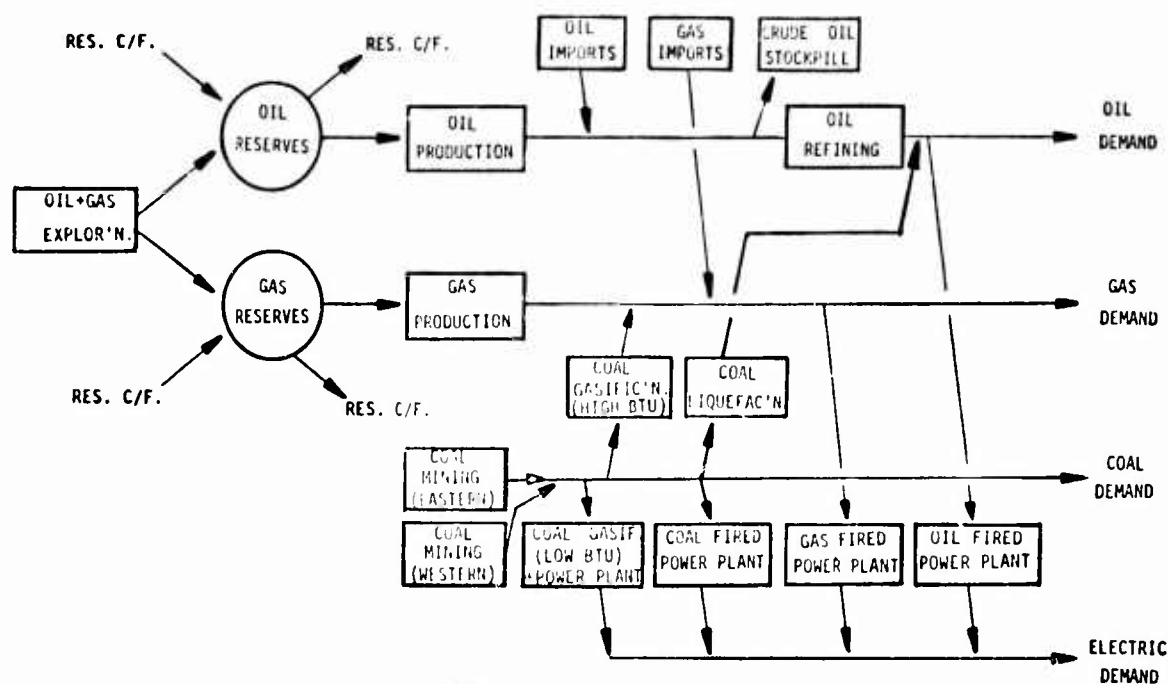 RES. C/F.
RES. C/F.
OIL
IMPORTS
GAS
IMPORTS
CRUDE OIL
STOCKPILL
OIL
RESERVES
OIL
PRODUCTION
OIL
REFINING
OIL
DEMAND
OIL+GAS
EXPLOR'N.
GAS
RESERVES
GAS
PRODUCTION
GAS
DEMAND
RES. C/F.
RES. C/F.
COAL
GASIFIC'N.
(HIGH BTU)
COAL
LIQUEFAC'N
COAL
MINING
(EASTERN)
COAL
DEMAND
COAL
MINING
(WESTERN)
COAL GASIF
(LOW BTU)
+POWER PLANT
COAL FIRED
POWER PLANT
GAS FIRED
POWER PLANT
OIL FIRED
POWER PLANT
ELECTRIC
DEMAND